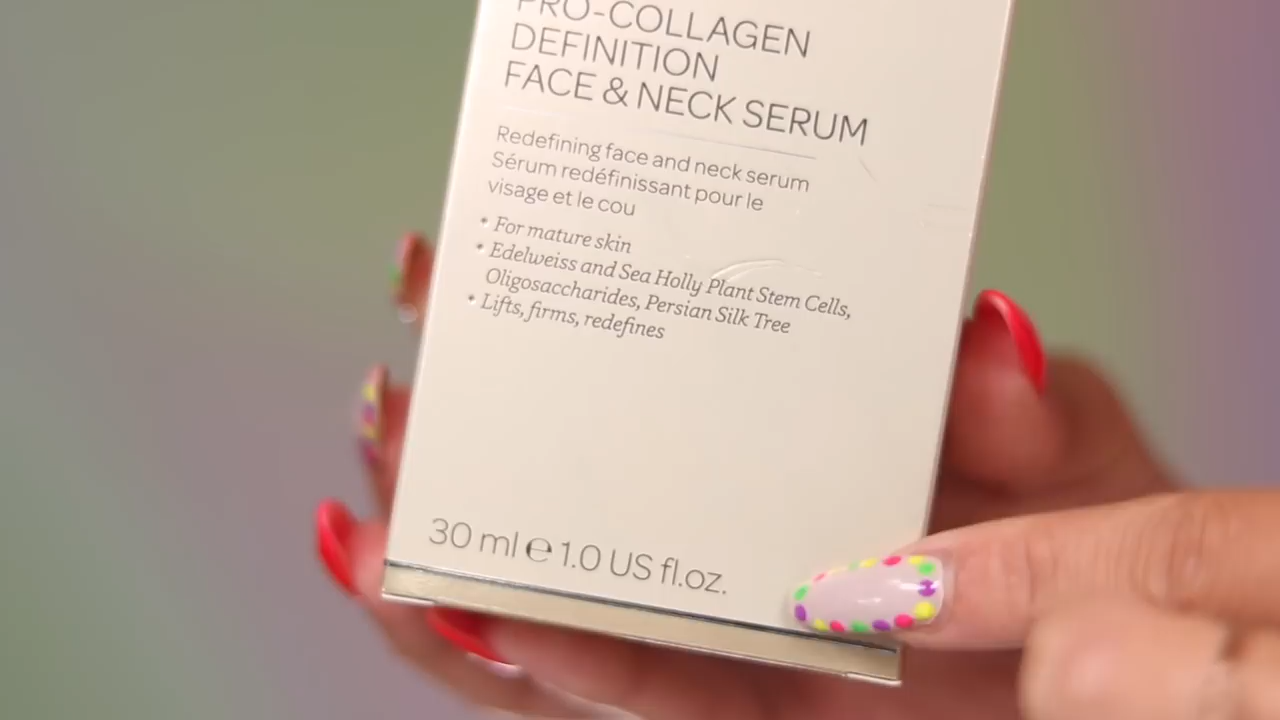 PRO-COLLAGEN
DEFINITION
FACE & NECK SERUM
Redefining face and neck serum
Sérum redéfinissant pour le
visage et le cou
• For mature skin
• Edelweiss and Sea Holly Plant Stem Cells,
Oligosaccharides, Persian Silk Tree
• Lifts, firms, redefines
30 ml ℮ 1.0 US fl.oz.